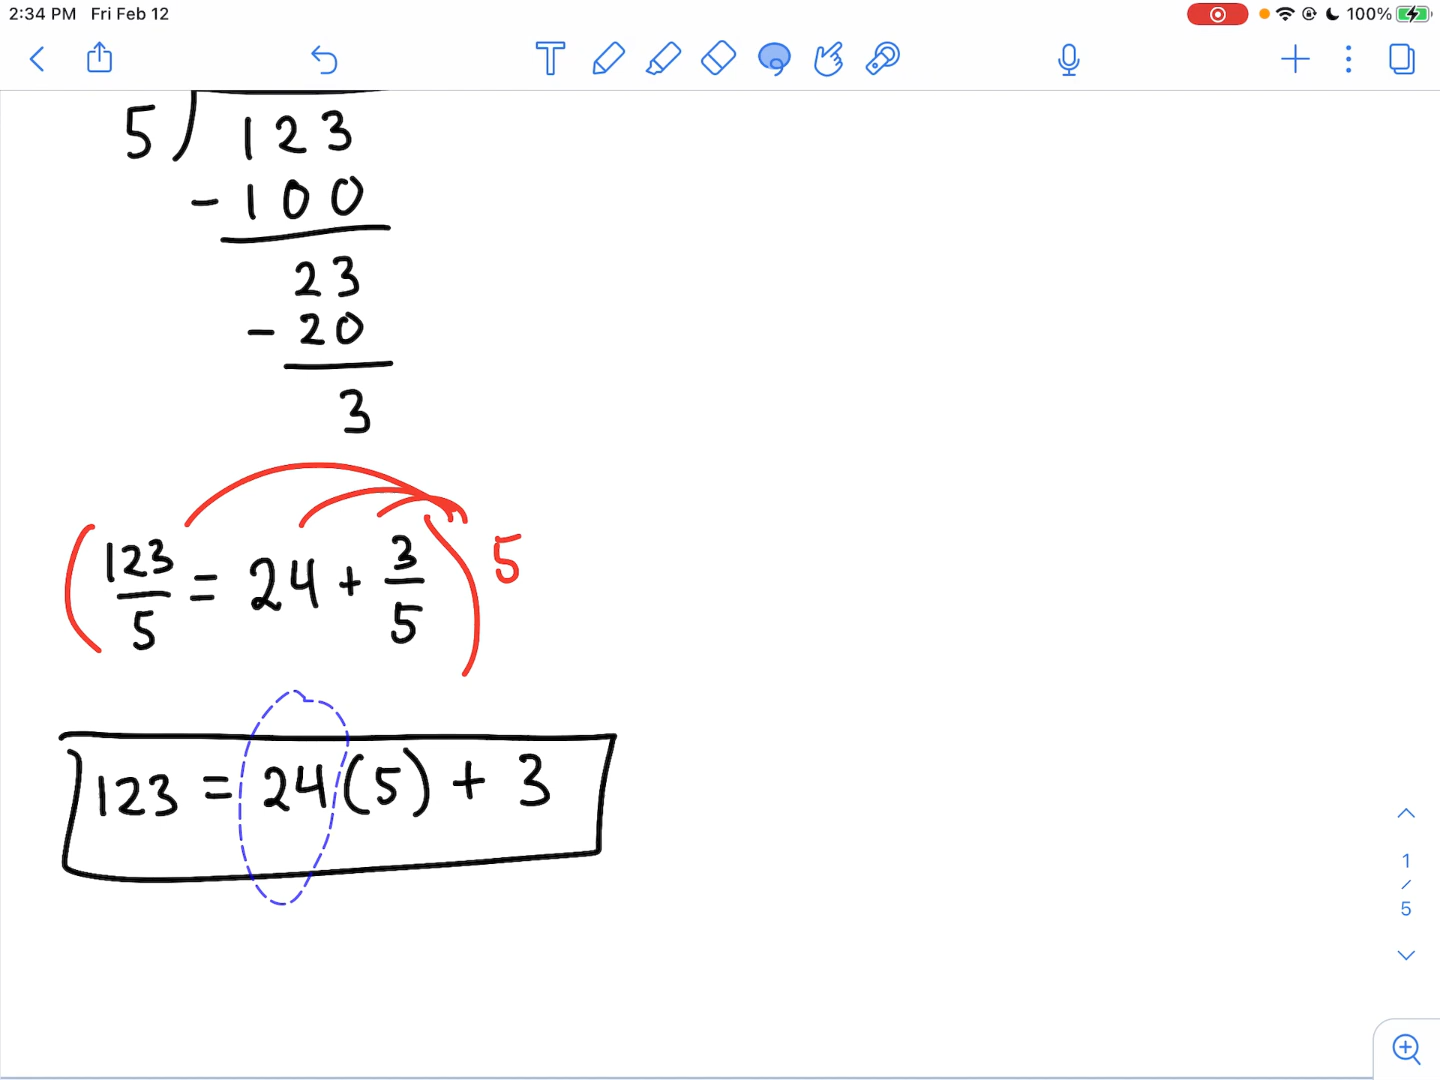 2:34 PM Fri Feb 12 100%
T
5 ) 123
- 100
23
- 20
3
( 123/5 = 24 + 3/5 ) 5
123 = 24 (5) + 3
1
/
5